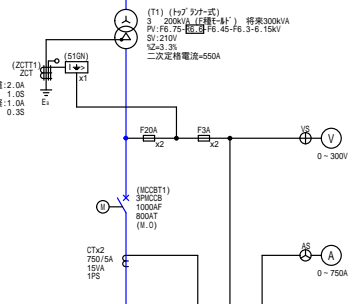 (T1) (ﾄｯﾌﾟﾗﾝﾅｰ式)
3 200kVA (F種ﾓｰﾙﾄﾞ) 将来300kVA
PV:F6.75-R6.6-F6.45-F6.3-6.15kV
SV:210V
%Z=3.3%
二次定格電流=550A
(ZCTT1)
ZCT
(51GN)
I >
x1
:2.0A
1.0S
:1.0A
0.3S
F20A
x2
F3A
x2
VS
V
0~300V
M
(MCCBT1)
3PMCCB
1000AF
800AT
(M.O)
CTx2
750/5A
15VA
1PS
AS
A
0~750A